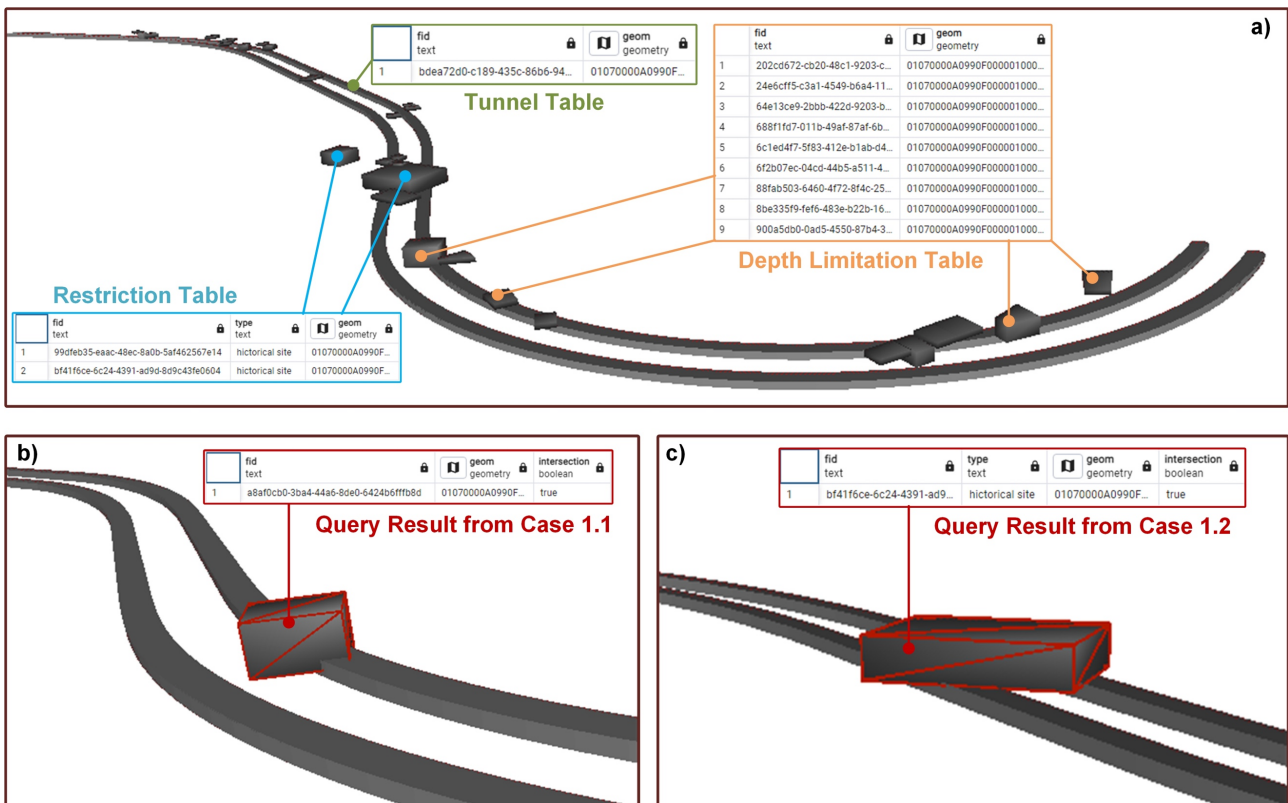 a)
fid geom
text geometry
1 bdea72d0-c189-435c-86b6-94... 01070000A0990F...
Tunnel Table
fid geom
text geometry
1 202cd672-cb20-48c1-9203-c... 01070000A0990F000001000...
2 24e6cff5-c3a1-4549-b6a4-11... 01070000A0990F000001000...
3 64e13ce9-2bbb-422d-9203-b... 01070000A0990F000001000...
4 688f1fd7-011b-49af-87af-6b... 01070000A0990F000001000...
5 6c1ed4f7-5f83-412e-b1ab-d4... 01070000A0990F000001000...
6 6f2b07ec-04cd-44b5-a511-4... 01070000A0990F000001000...
7 88fab503-6460-4f72-8f4c-25... 01070000A0990F000001000...
8 8be335f9-fef6-483e-b22b-16... 01070000A0990F000001000...
9 900a5db0-0ad5-4550-87b4-3... 01070000A0990F000001000...
Depth Limitation Table
Restriction Table
fid type geom
text text geometry
1 99dfeb35-eaac-48ec-8a0b-5af462567e14 hictorical site 01070000A0990F...
2 bf41f6ce-6c24-4391-ad9d-8d9c43fe0604 hictorical site 01070000A0990F...
b)
fid geom intersection
text geometry boolean
1 a8af0cb0-3ba4-44a6-8de0-6424b6fffb8d 01070000A0990F... true
Query Result from Case 1.1
c)
fid type geom intersection
text text geometry boolean
1 bf41f6ce-6c24-4391-ad9... hictorical site 01070000A0990F... true
Query Result from Case 1.2